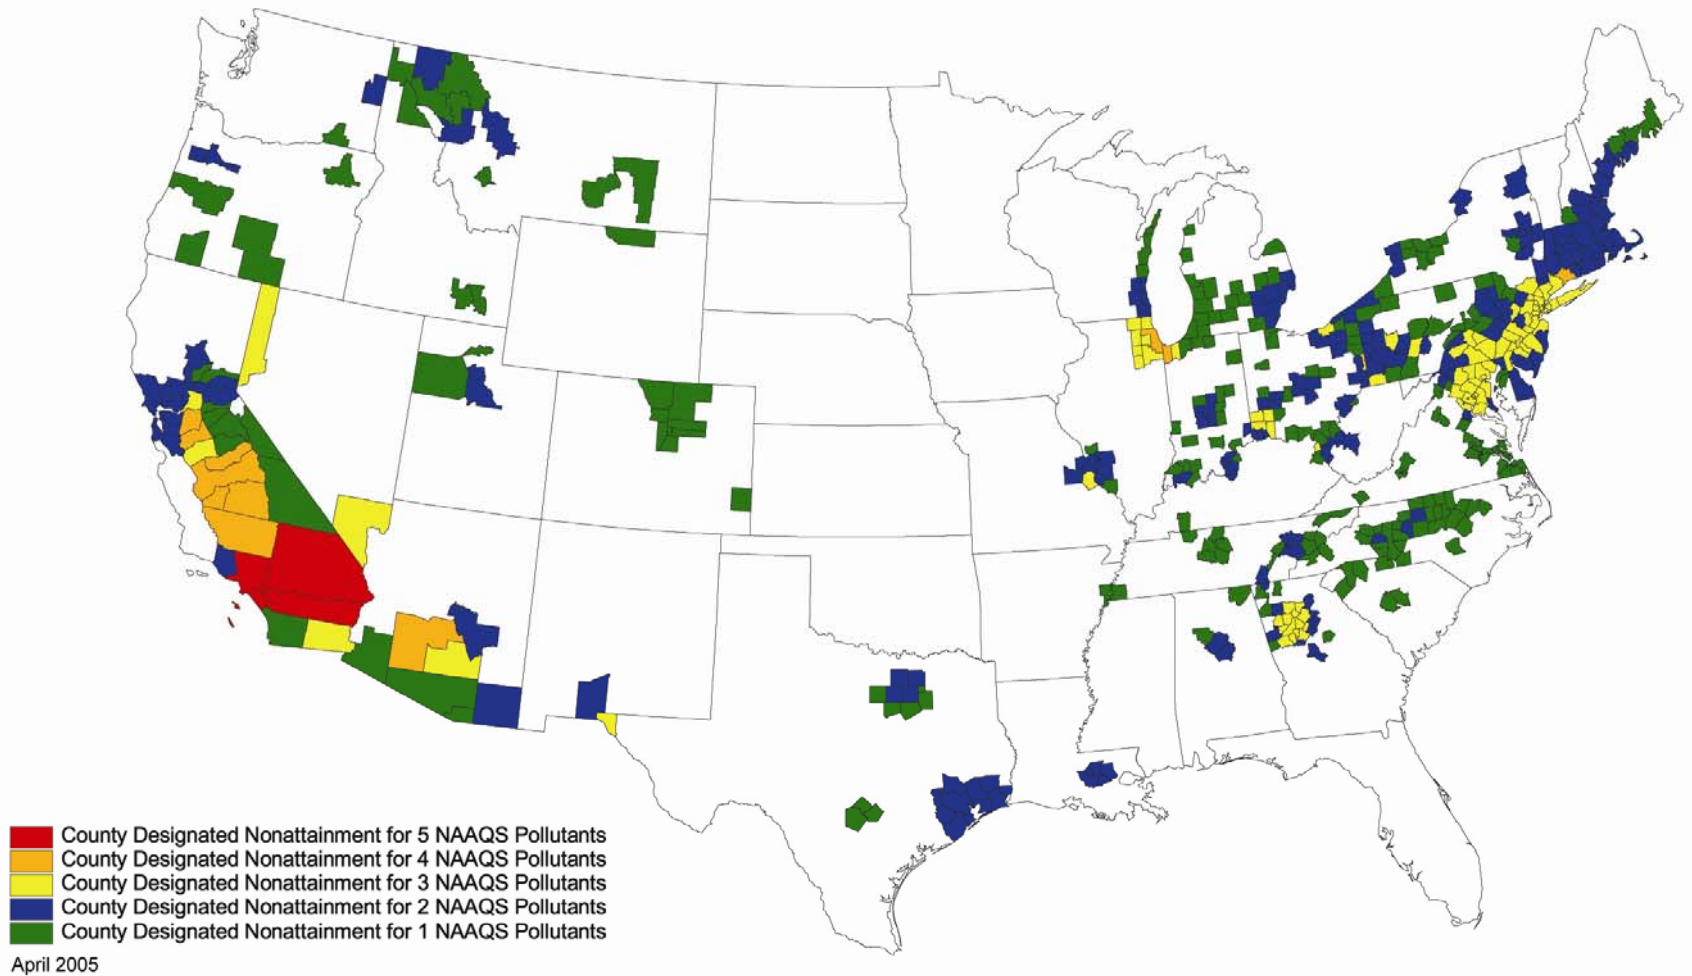 County Designated Nonattainment for 5 NAAQS Pollutants
County Designated Nonattainment for 4 NAAQS Pollutants
County Designated Nonattainment for 3 NAAQS Pollutants
County Designated Nonattainment for 2 NAAQS Pollutants
County Designated Nonattainment for 1 NAAQS Pollutants
April 2005